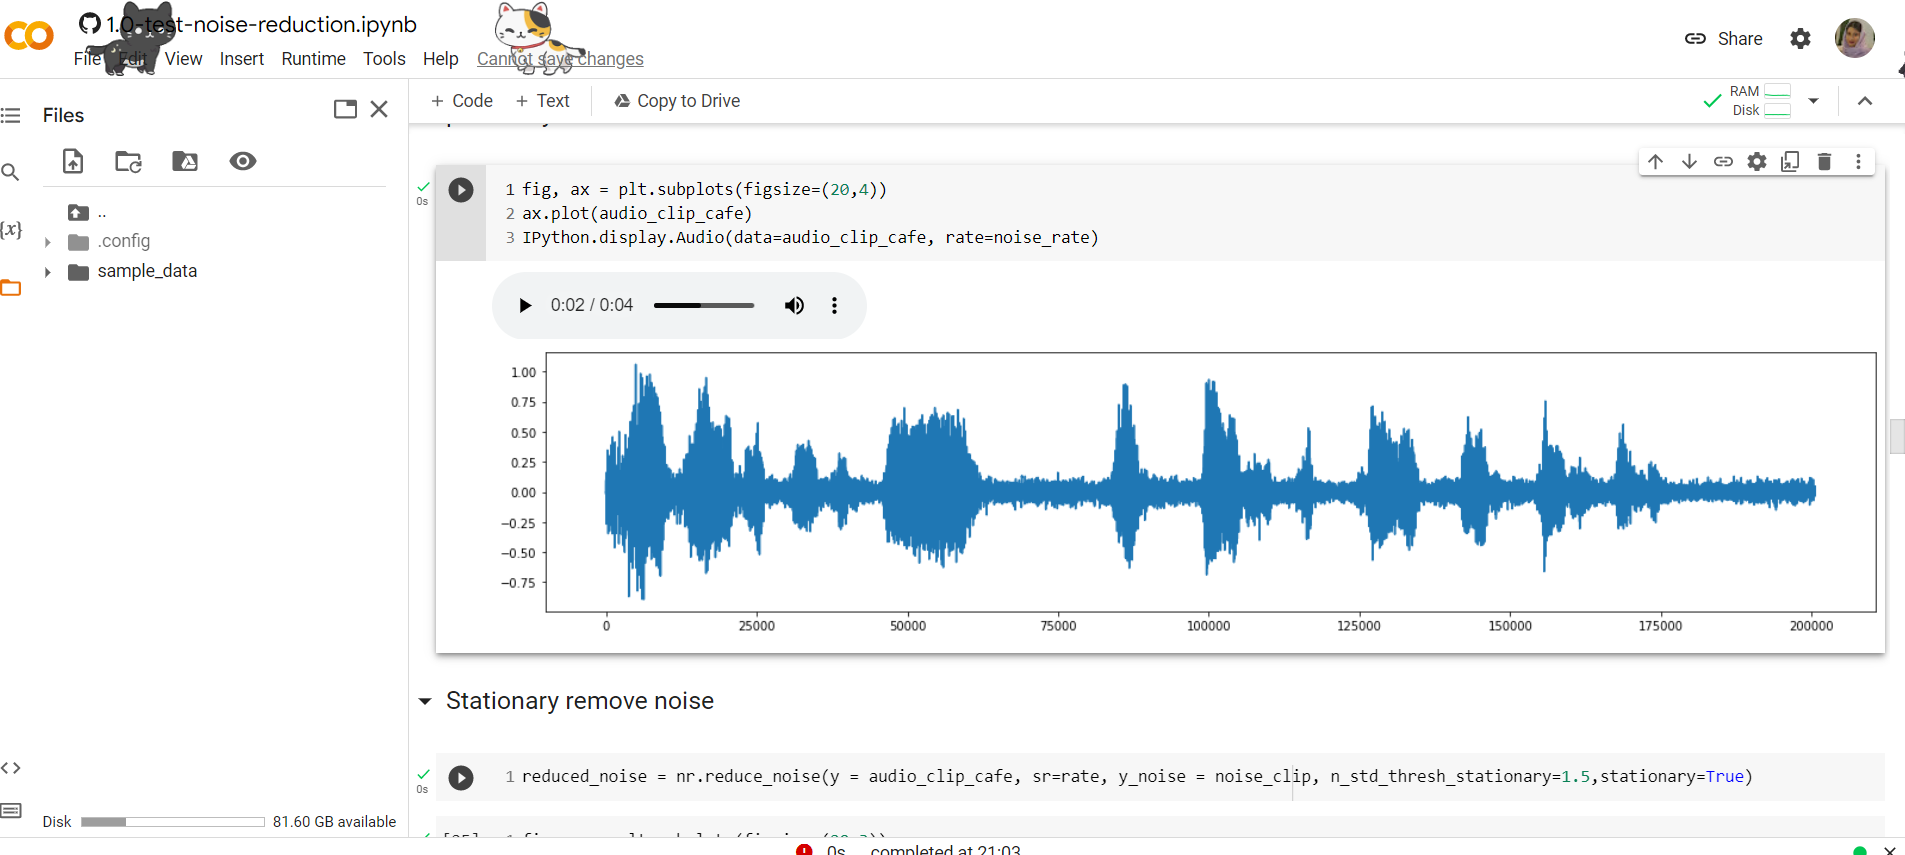 1.0-test-noise-reduction.ipynb
File Edit View Insert Runtime Tools Help Cannot save changes
Share
Files
+ Code + Text Copy to Drive
RAM
Disk
..
.config
sample_data
{x}
0s
1 fig, ax = plt.subplots(figsize=(20,4))
2 ax.plot(audio_clip_cafe)
3 IPython.display.Audio(data=audio_clip_cafe, rate=noise_rate)
0:02 / 0:04
1.00
0.75
0.50
0.25
0.00
−0.25
−0.50
−0.75
0 25000 50000 75000 100000 125000 150000 175000 200000
Stationary remove noise
0s
1 reduced_noise = nr.reduce_noise(y = audio_clip_cafe, sr=rate, y_noise = noise_clip, n_std_thresh_stationary=1.5,stationary=True)
Disk 81.60 GB available
0s completed at 21:03